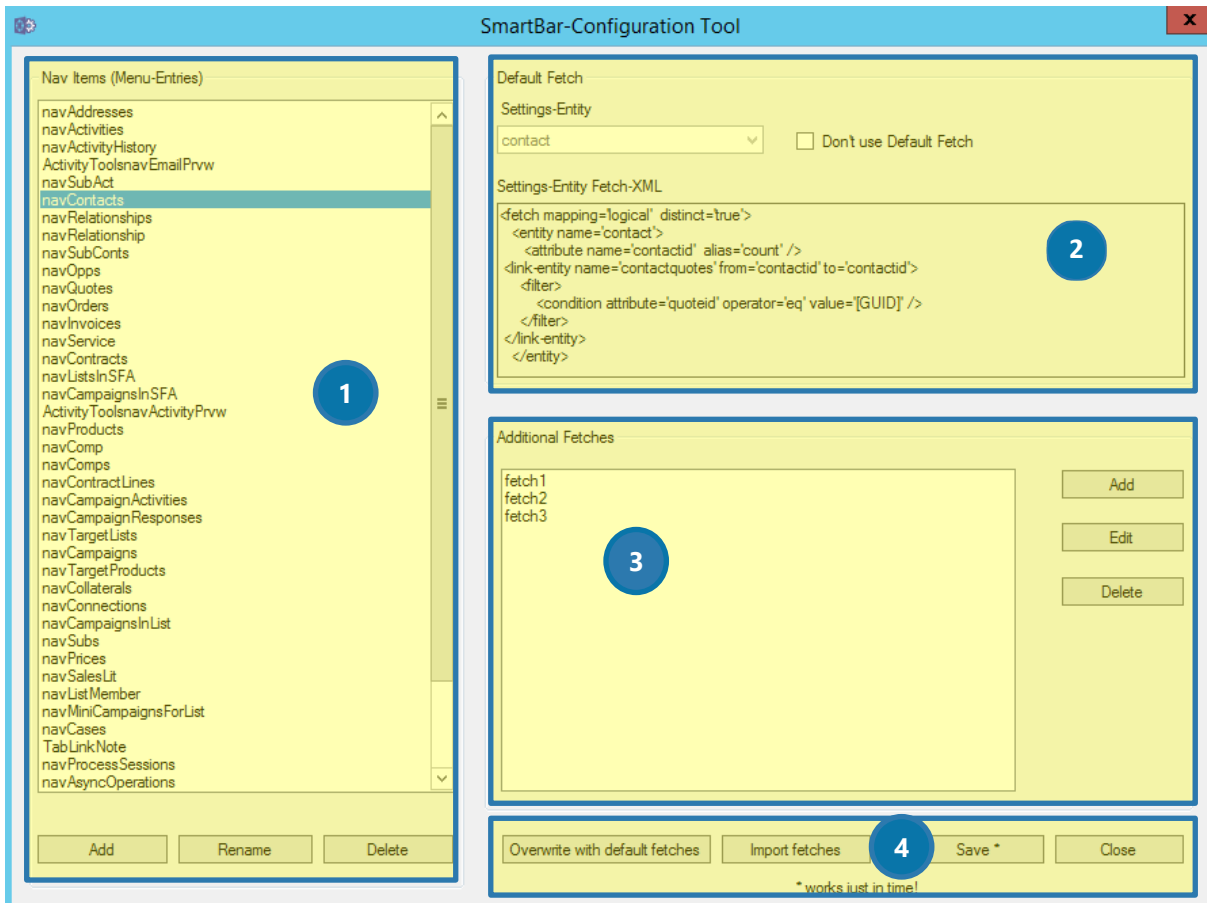 SmartBar-Configuration Tool
x
Nav Items (Menu-Entries)
navAddresses
navActivities
navActivityHistory
ActivityToolsnavEmailPrvw
navSubAct
navContacts
navRelationships
navRelationship
navSubConts
navOpps
navQuotes
navOrders
navInvoices
navService
navContracts
navListsInSFA
navCampaignsInSFA
ActivityToolsnavActivityPrvw
navProducts
navComp
navComps
navContractLines
navCampaignActivities
navCampaignResponses
navTargetLists
navCampaigns
navTargetProducts
navCollaterals
navConnections
navCampaignsInList
navSubs
navPrices
navSalesLit
navListMember
navMiniCampaignsForList
navCases
TabLinkNote
navProcessSessions
navAsyncOperations
1
Add Rename Delete
Default Fetch
Settings-Entity
contact Don't use Default Fetch
Settings-Entity Fetch-XML
<fetch mapping='logical' distinct='true'>
<entity name='contact'>
<attribute name='contactid' alias='count' />
<link-entity name='contactquotes' from='contactid' to='contactid'>
<filter>
<condition attribute='quoteid' operator='eq' value='[GUID]' />
</filter>
</link-entity>
</entity>
2
Additional Fetches
fetch1
fetch2
fetch3
3
Add
Edit
Delete
Overwrite with default fetches Import fetches 4 Save * Close
* works just in time!